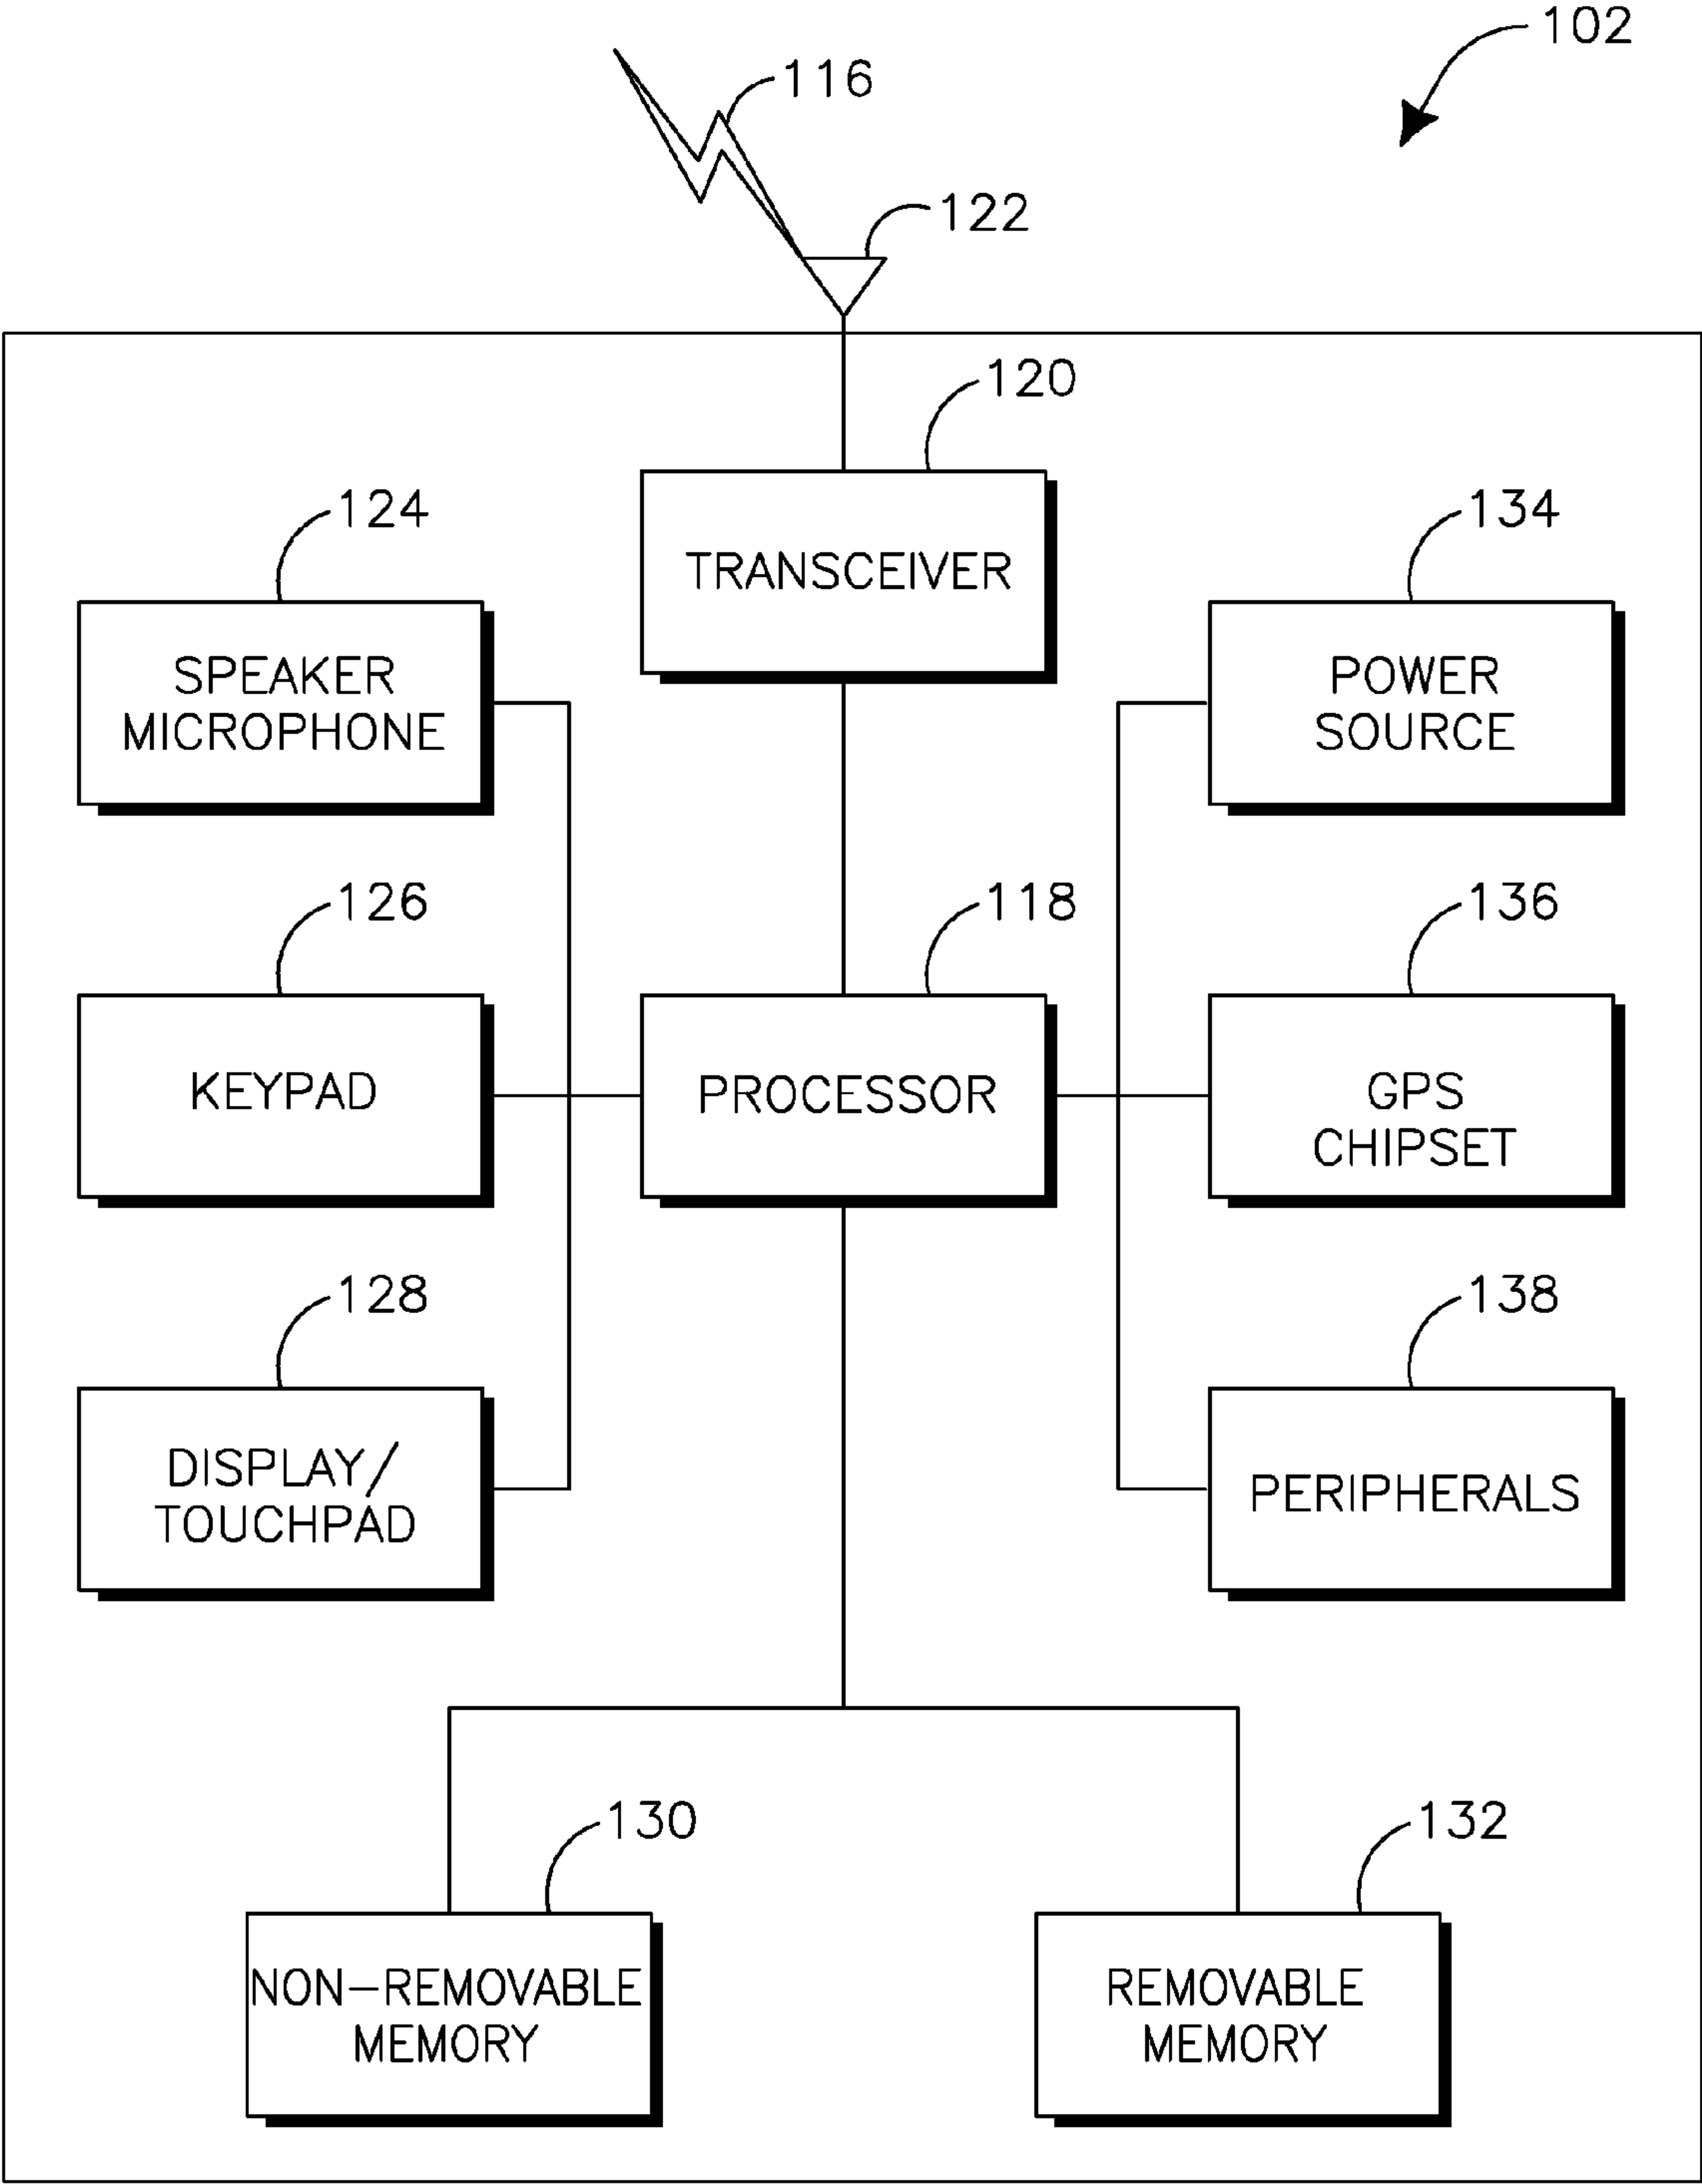 102
116
122
120
TRANSCEIVER
124
SPEAKER
MICROPHONE
134
POWER
SOURCE
126
KEYPAD
118
PROCESSOR
136
GPS
CHIPSET
128
DISPLAY/
TOUCHPAD
138
PERIPHERALS
130
NON-REMOVABLE
MEMORY
132
REMOVABLE
MEMORY